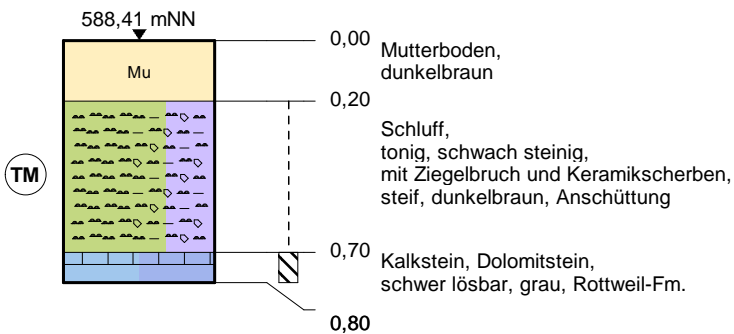 588,41 mNN
0,00
Mutterboden,
dunkelbraun
Mu
0,20
Schluff,
tonig, schwach steinig,
mit Ziegelbruch und Keramikscherben,
steif, dunkelbraun, Anschüttung
TM
0,70
Kalkstein, Dolomitstein,
schwer lösbar, grau, Rottweil-Fm.
0,80